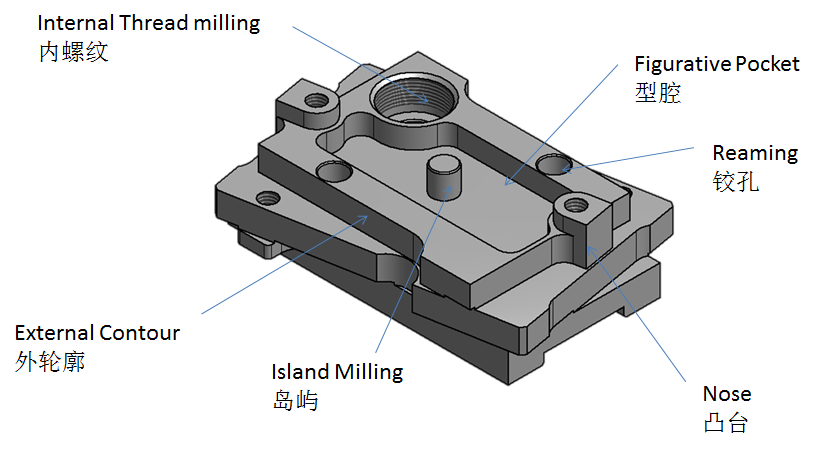 Internal Thread milling
内螺纹
Figurative Pocket
型腔
Reaming
铰孔
External Contour
外轮廓
Island Milling
岛屿
Nose
凸台